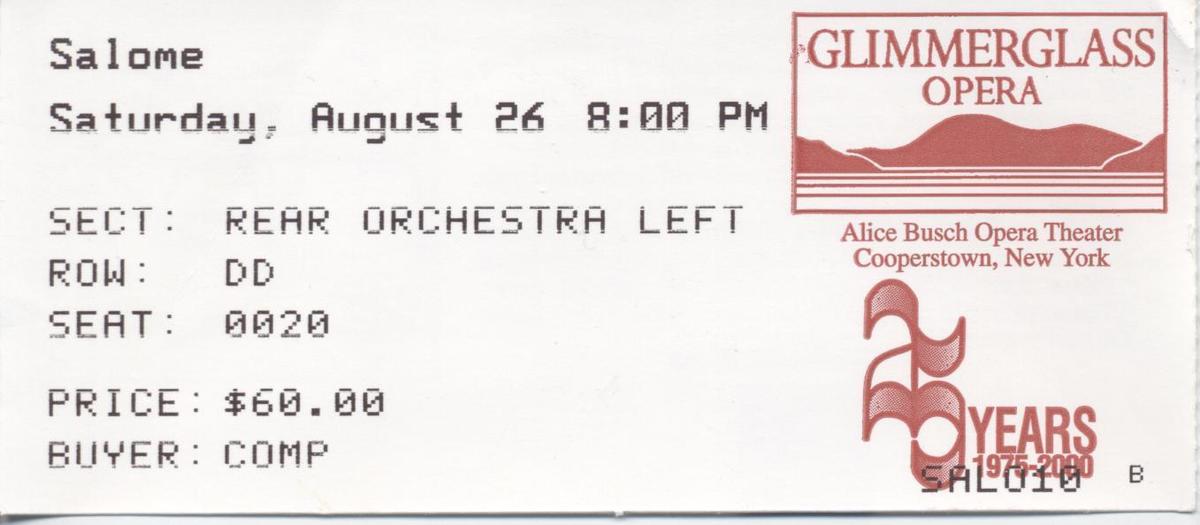 Salome
Saturday, August 26 8:00 PM
SECT: REAR ORCHESTRA LEFT
ROW: DD
SEAT: 0020
PRICE: $60.00
BUYER: COMP
GLIMMERGLASS
OPERA
Alice Busch Opera Theater
Cooperstown, New York
25 YEARS
1975-2000
SALO10 B